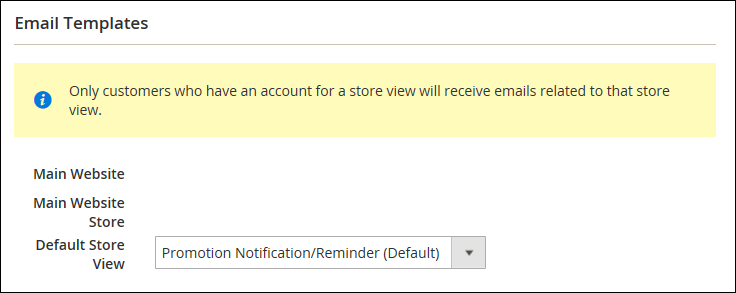 Email Templates
Only customers who have an account for a store view will receive emails related to that store
view.
Main Website
Main Website
Store
Default Store
View
Promotion Notification/Reminder (Default)